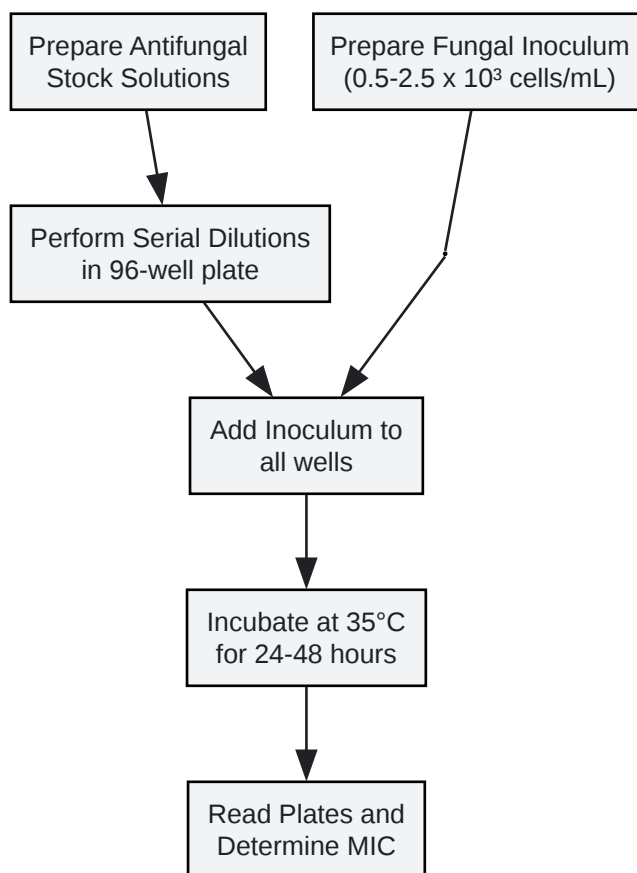 Prepare Antifungal
Stock Solutions
Prepare Fungal Inoculum
(0.5-2.5 x 10³ cells/mL)
Perform Serial Dilutions
in 96-well plate
Add Inoculum to
all wells
Incubate at 35°C
for 24-48 hours
Read Plates and
Determine MIC